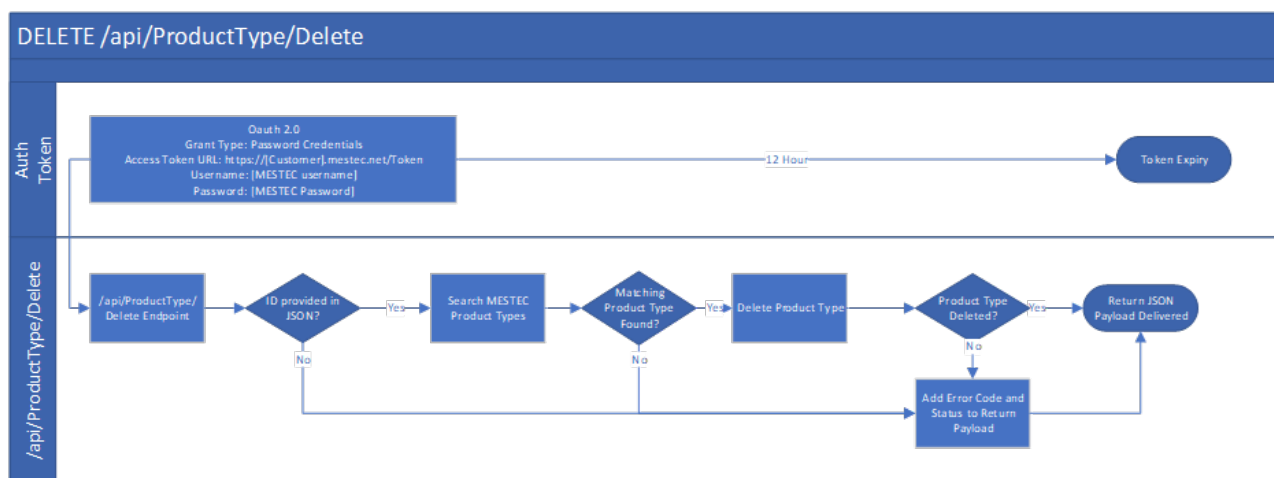 DELETE /api/ProductType/Delete
Auth
Token
Oauth 2.0
Grant Type: Password Credentials
Access Token URL: https://[Customer].mestec.net/Token
Username: [MESTEC username]
Password: [MESTEC Password]
12 Hour
Token Expiry
/api/ProductType/Delete
/api/ProductType/
Delete Endpoint
ID provided in
JSON?
Yes
Search MESTEC
Product Types
Matching
Product Type
Found?
Yes
Delete Product Type
Product Type
Deleted?
Yes
Return JSON
Payload Delivered
No
No
No
Add Error Code and
Status to Return
Payload